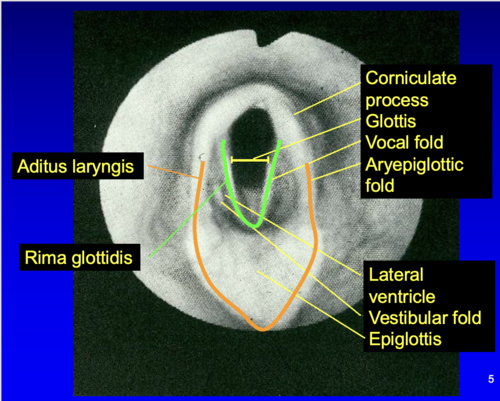 Corniculate
process
Glottis
Vocal fold
Aryepiglottic
fold
Aditus laryngis
Rima glottidis
Lateral
ventricle
Vestibular fold
Epiglottis
5